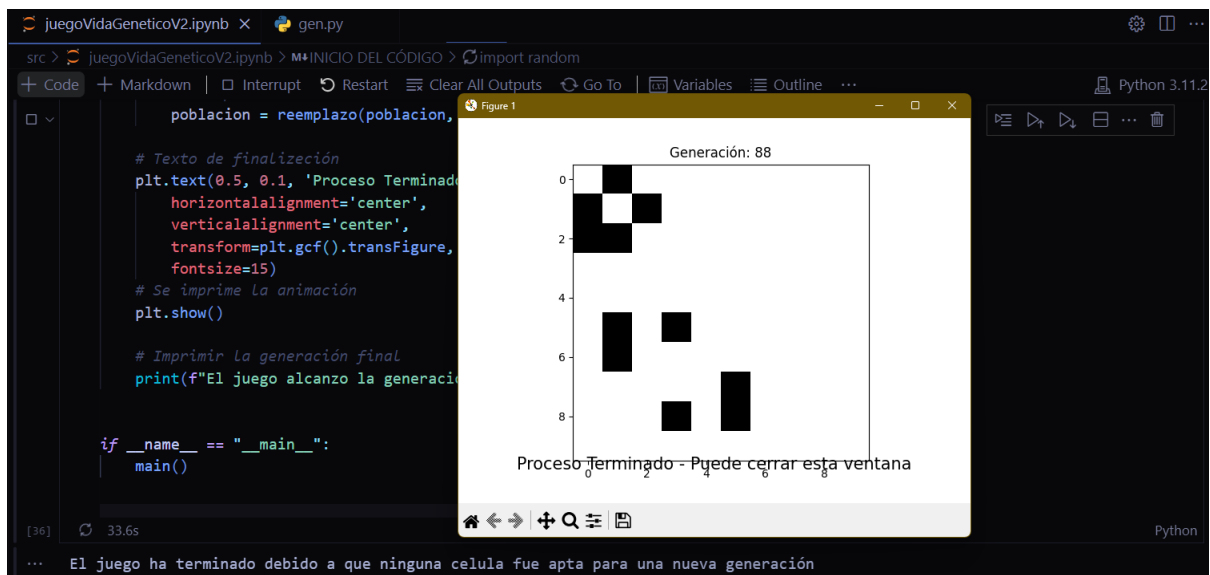 juegoVidaGeneticoV2.ipynb
gen.py
src > juegoVidaGeneticoV2.ipynb > M↓INICIO DEL CÓDIGO > import random
+ Code + Markdown | Interrupt Restart Clear All Outputs Go To | Variables Outline ... Python 3.11.2
poblacion = reemplazo(poblacion,
# Texto de finalizeción
plt.text(0.5, 0.1, 'Proceso Terminado
horizontalalignment='center',
verticalalignment='center',
transform=plt.gcf().transFigure,
fontsize=15)
# Se imprime la animación
plt.show()
# Imprimir la generación final
print(f"El juego alcanzo la generació
if __name__ == "__main__":
main()
[36] 33.6s Python
... El juego ha terminado debido a que ninguna celula fue apta para una nueva generación
Figure 1
Generación: 88
0
2
4
6
8
0 2 4 6 8
Proceso Terminado - Puede cerrar esta ventana